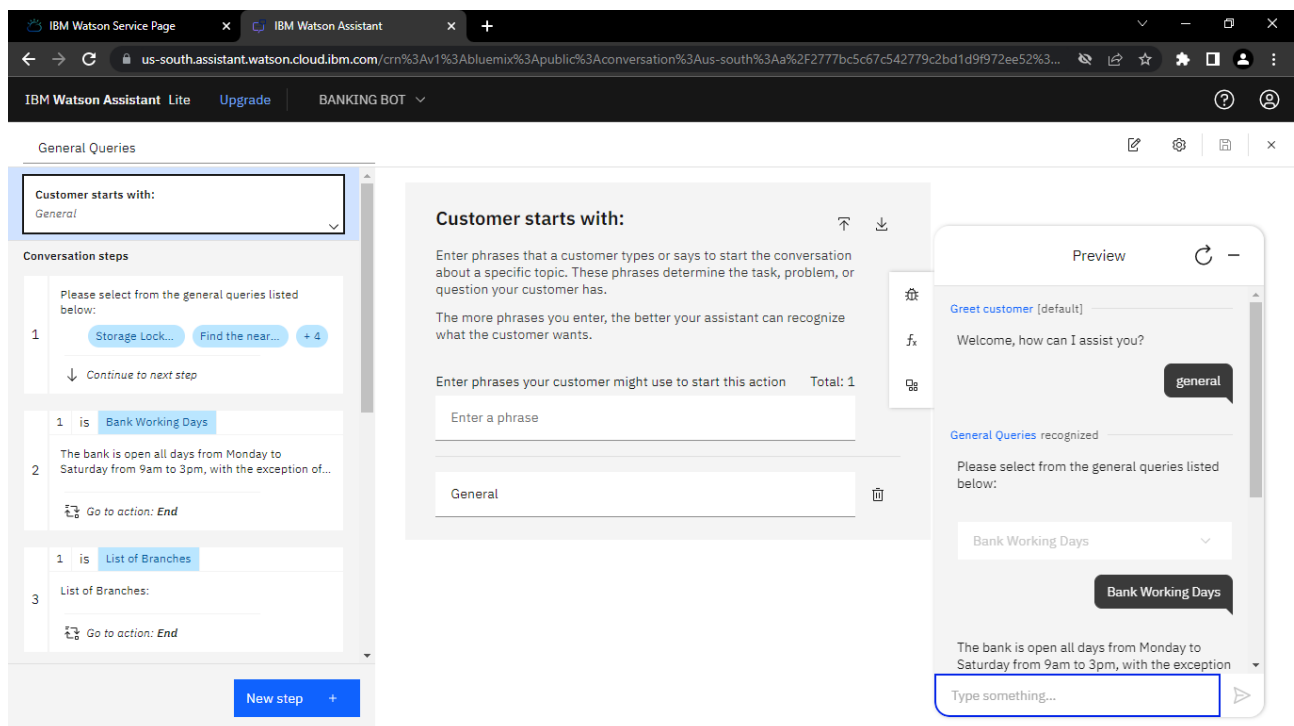 IBM Watson Service Page
IBM Watson Assistant
us-south.assistant.watson.cloud.ibm.com/crn%3Av1%3Abluemix%3Apublic%3Aconversation%3Aus-south%3Aa%2F2777bc5c67c542779c2bd1d9f972ee52%3...
IBM Watson Assistant Lite Upgrade BANKING BOT
General Queries
Customer starts with:
General
Conversation steps
1
Please select from the general queries listed
below:
Storage Lock... Find the near... + 4
Continue to next step
2
1 is Bank Working Days
The bank is open all days from Monday to
Saturday from 9am to 3pm, with the exception of...
Go to action: End
3
1 is List of Branches
List of Branches:
Go to action: End
New step +
Customer starts with:
Enter phrases that a customer types or says to start the conversation
about a specific topic. These phrases determine the task, problem, or
question your customer has.
The more phrases you enter, the better your assistant can recognize
what the customer wants.
Enter phrases your customer might use to start this action Total: 1
Enter a phrase
General
fx
Preview
Greet customer [default]
Welcome, how can I assist you?
general
General Queries recognized
Please select from the general queries listed
below:
Bank Working Days
Bank Working Days
The bank is open all days from Monday to
Saturday from 9am to 3pm, with the exception
Type something...